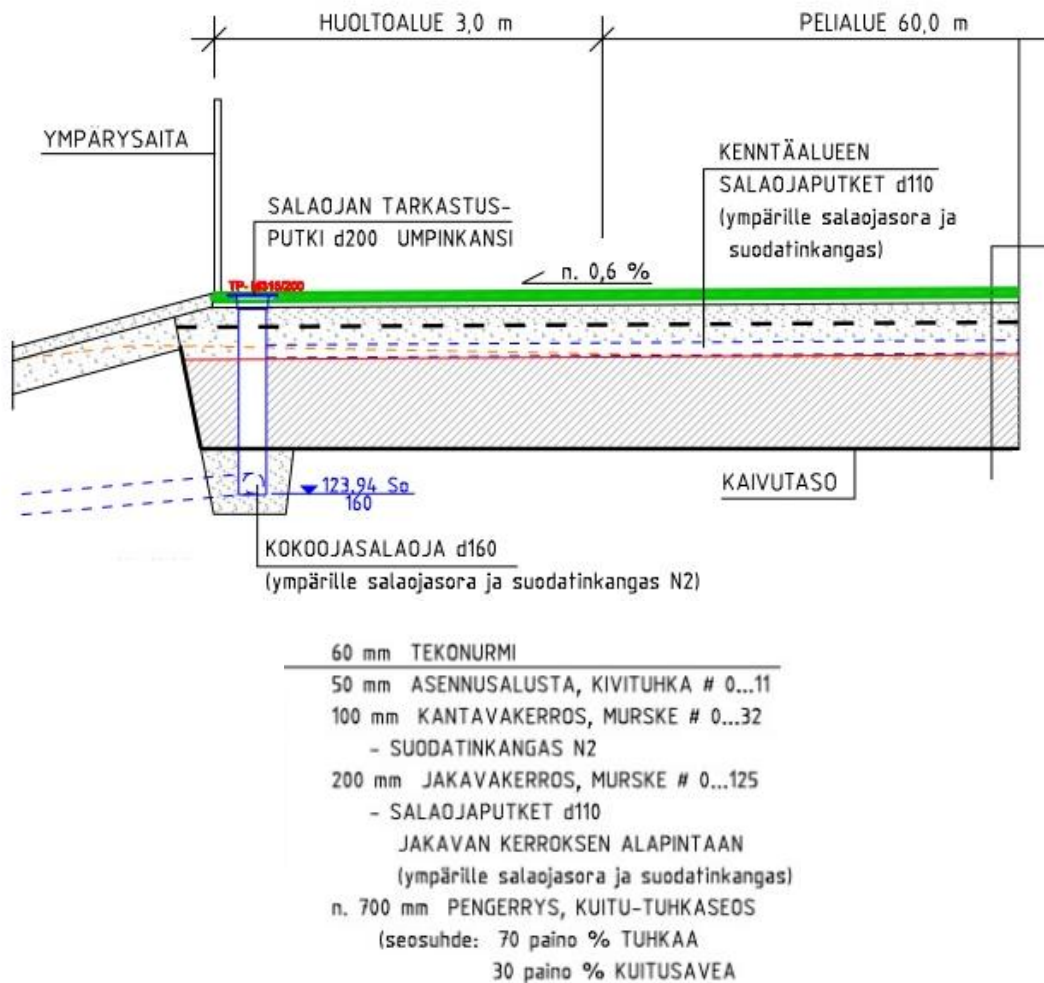 HUOLTOALUE 3,0 m
PELIALUE 60,0 m
YMPÄRYSAITA
KENNTÄALUEEN
SALAOJAPUTKET d110
(ympärille salaojasora ja
suodatinkangas)
SALAOJAN TARKASTUS-
PUTKI d200 UMPINKANSI
n. 0,6 %
123,94 So
160
KAIVUTASO
KOKOOJASALAOJA d160
(ympärille salaojasora ja suodatinkangas N2)
60 mm TEKONURMI
50 mm ASENNUSALUSTA, KIVITUHKA # 0...11
100 mm KANTAVAKERROS, MURSKE # 0...32
- SUODATINKANGAS N2
200 mm JAKAVAKERROS, MURSKE # 0...125
- SALAOJAPUTKET d110
JAKAVAN KERROKSEN ALAPINTAAN
(ympärille salaojasora ja suodatinkangas)
n. 700 mm PENGERRYS, KUITU-TUHKASEOS
(seosuhde: 70 paino % TUHKAA
30 paino % KUITUSAVEA